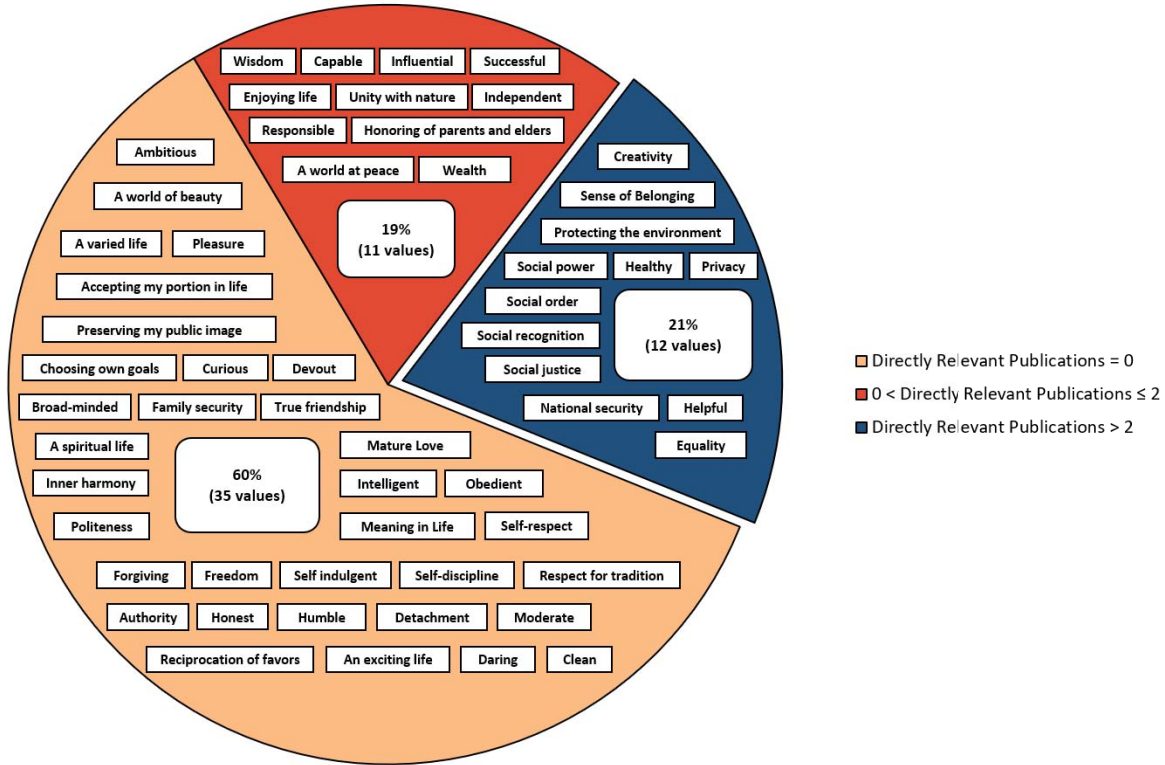 Wisdom
Capable
Influential
Successful
Enjoying life
Unity with nature
Independent
Responsible
Honoring of parents and elders
A world at peace
Wealth
19%
(11 values)
Creativity
Sense of Belonging
Protecting the environment
Social power
Healthy
Privacy
Social order
Social recognition
Social justice
21%
(12 values)
National security
Helpful
Equality
Ambitious
A world of beauty
A varied life
Pleasure
Accepting my portion in life
Preserving my public image
Choosing own goals
Curious
Devout
Broad-minded
Family security
True friendship
A spiritual life
Inner harmony
Politeness
60%
(35 values)
Mature Love
Intelligent
Obedient
Meaning in Life
Self-respect
Forgiving
Freedom
Self indulgent
Self-discipline
Respect for tradition
Authority
Honest
Humble
Detachment
Moderate
Reciprocation of favors
An exciting life
Daring
Clean
Directly Relevant Publications = 0
0 < Directly Relevant Publications ≤ 2
Directly Relevant Publications > 2